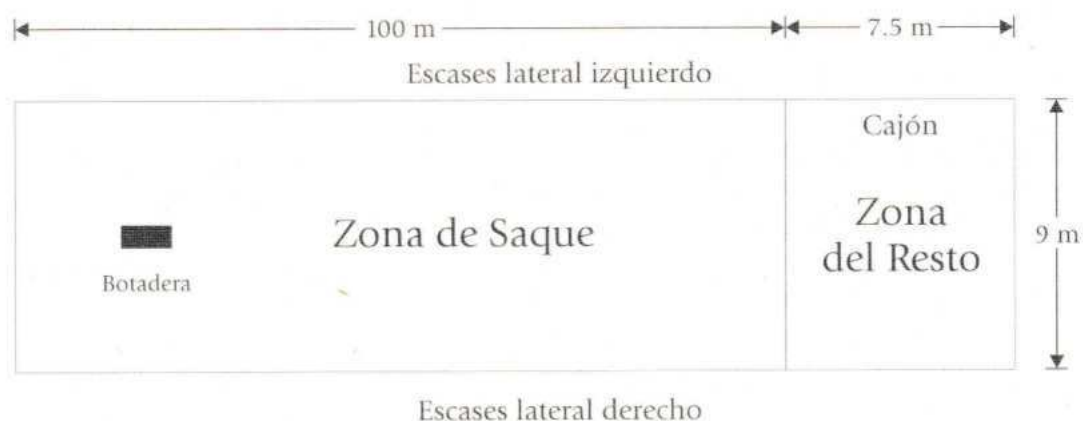 100 m
7.5 m
Escases lateral izquierdo
Cajón
Zona de Saque
Zona
del Resto
9 m
Botadera
Escases lateral derecho